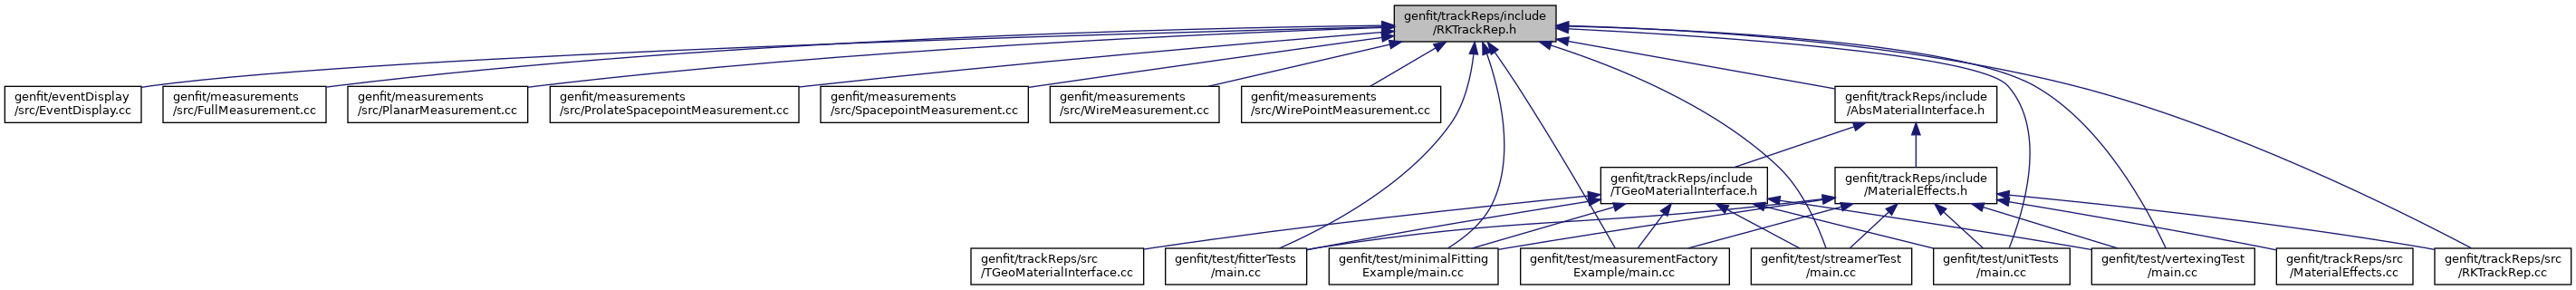 genfit/trackReps/include
/RKTrackRep.h
genfit/eventDisplay
/src/EventDisplay.cc
genfit/measurements
/src/FullMeasurement.cc
genfit/measurements
/src/PlanarMeasurement.cc
genfit/measurements
/src/ProlateSpacepointMeasurement.cc
genfit/measurements
/src/SpacepointMeasurement.cc
genfit/measurements
/src/WireMeasurement.cc
genfit/measurements
/src/WirePointMeasurement.cc
genfit/trackReps/include
/AbsMaterialInterface.h
genfit/trackReps/include
/TGeoMaterialInterface.h
genfit/trackReps/include
/MaterialEffects.h
genfit/trackReps/src
/TGeoMaterialInterface.cc
genfit/test/fitterTests
/main.cc
genfit/test/minimalFitting
Example/main.cc
genfit/test/measurementFactory
Example/main.cc
genfit/test/streamerTest
/main.cc
genfit/test/unitTests
/main.cc
genfit/test/vertexingTest
/main.cc
genfit/trackReps/src
/MaterialEffects.cc
genfit/trackReps/src
/RKTrackRep.cc